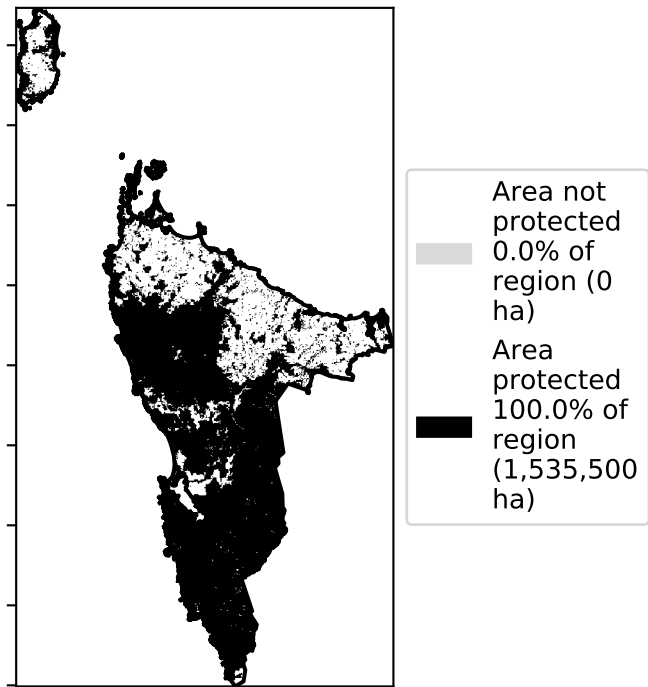 Area not
protected
0.0% of
region (0
ha)
Area
protected
100.0% of
region
(1,535,500
ha)